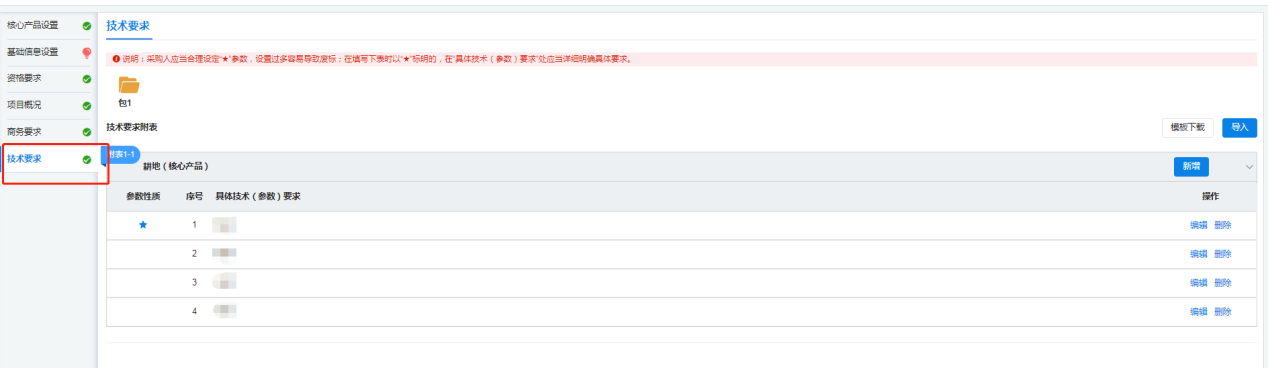 核心产品设置
基础信息设置
资格要求
项目概况
商务要求
技术要求
技术要求
说明：采购人应当合理设定"★"参数，设置过多容易导致废标；在填写下表时以"★"标明的，在"具体技术（参数）要求"处应当详细明确具体要求。
包1
技术要求附表 模板下载 导入
附表1-1
耕地（核心产品） 新增
参数性质 序号 具体技术（参数）要求 操作
★ 1 编辑 删除
2 编辑 删除
3 编辑 删除
4 编辑 删除